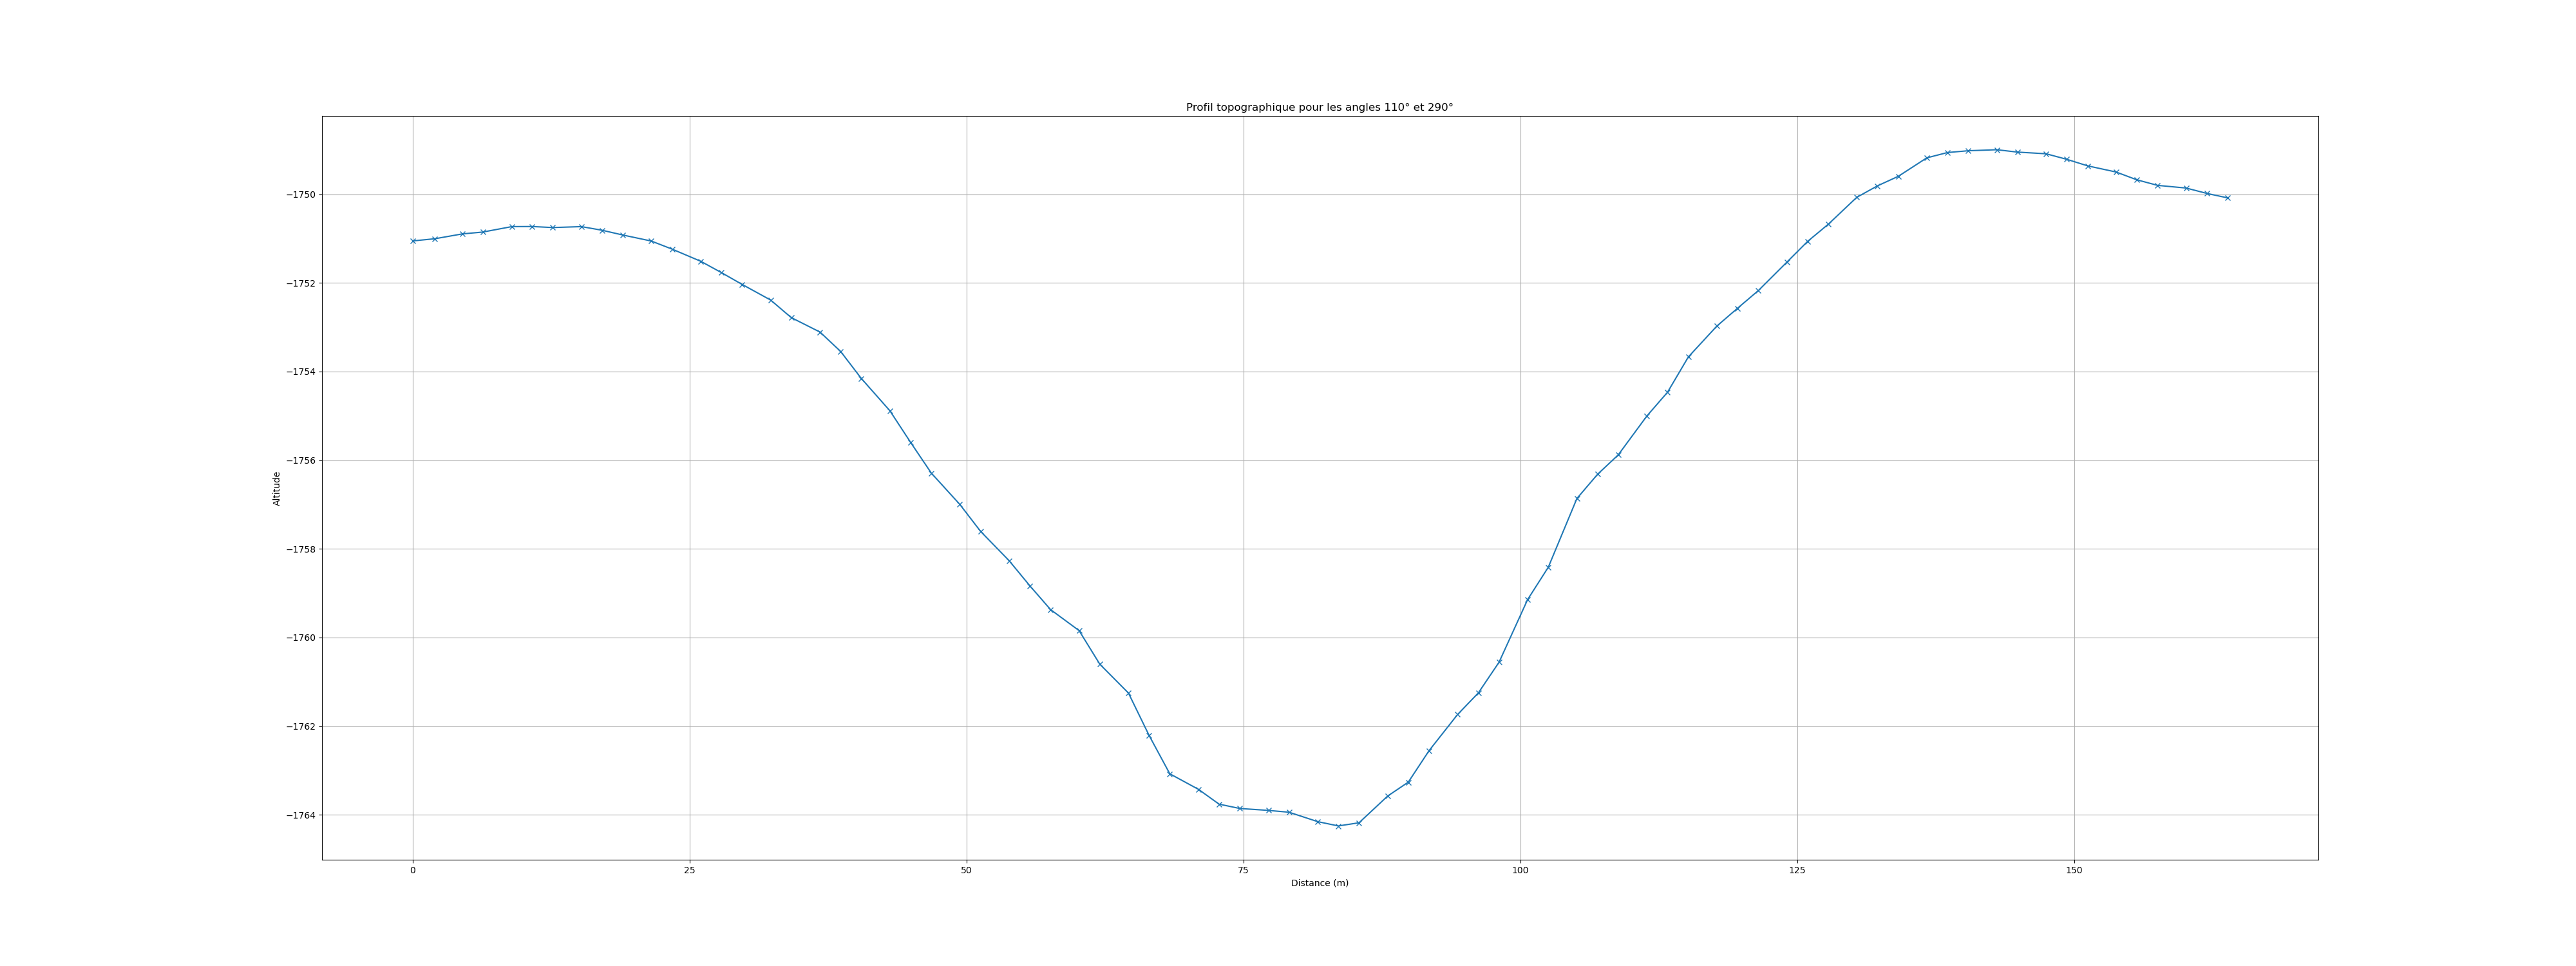 Profil topographique pour les angles 110° et 290°
Altitude
−1750
−1752
−1754
−1756
−1758
−1760
−1762
−1764
0 25 50 75 100 125 150
Distance (m)